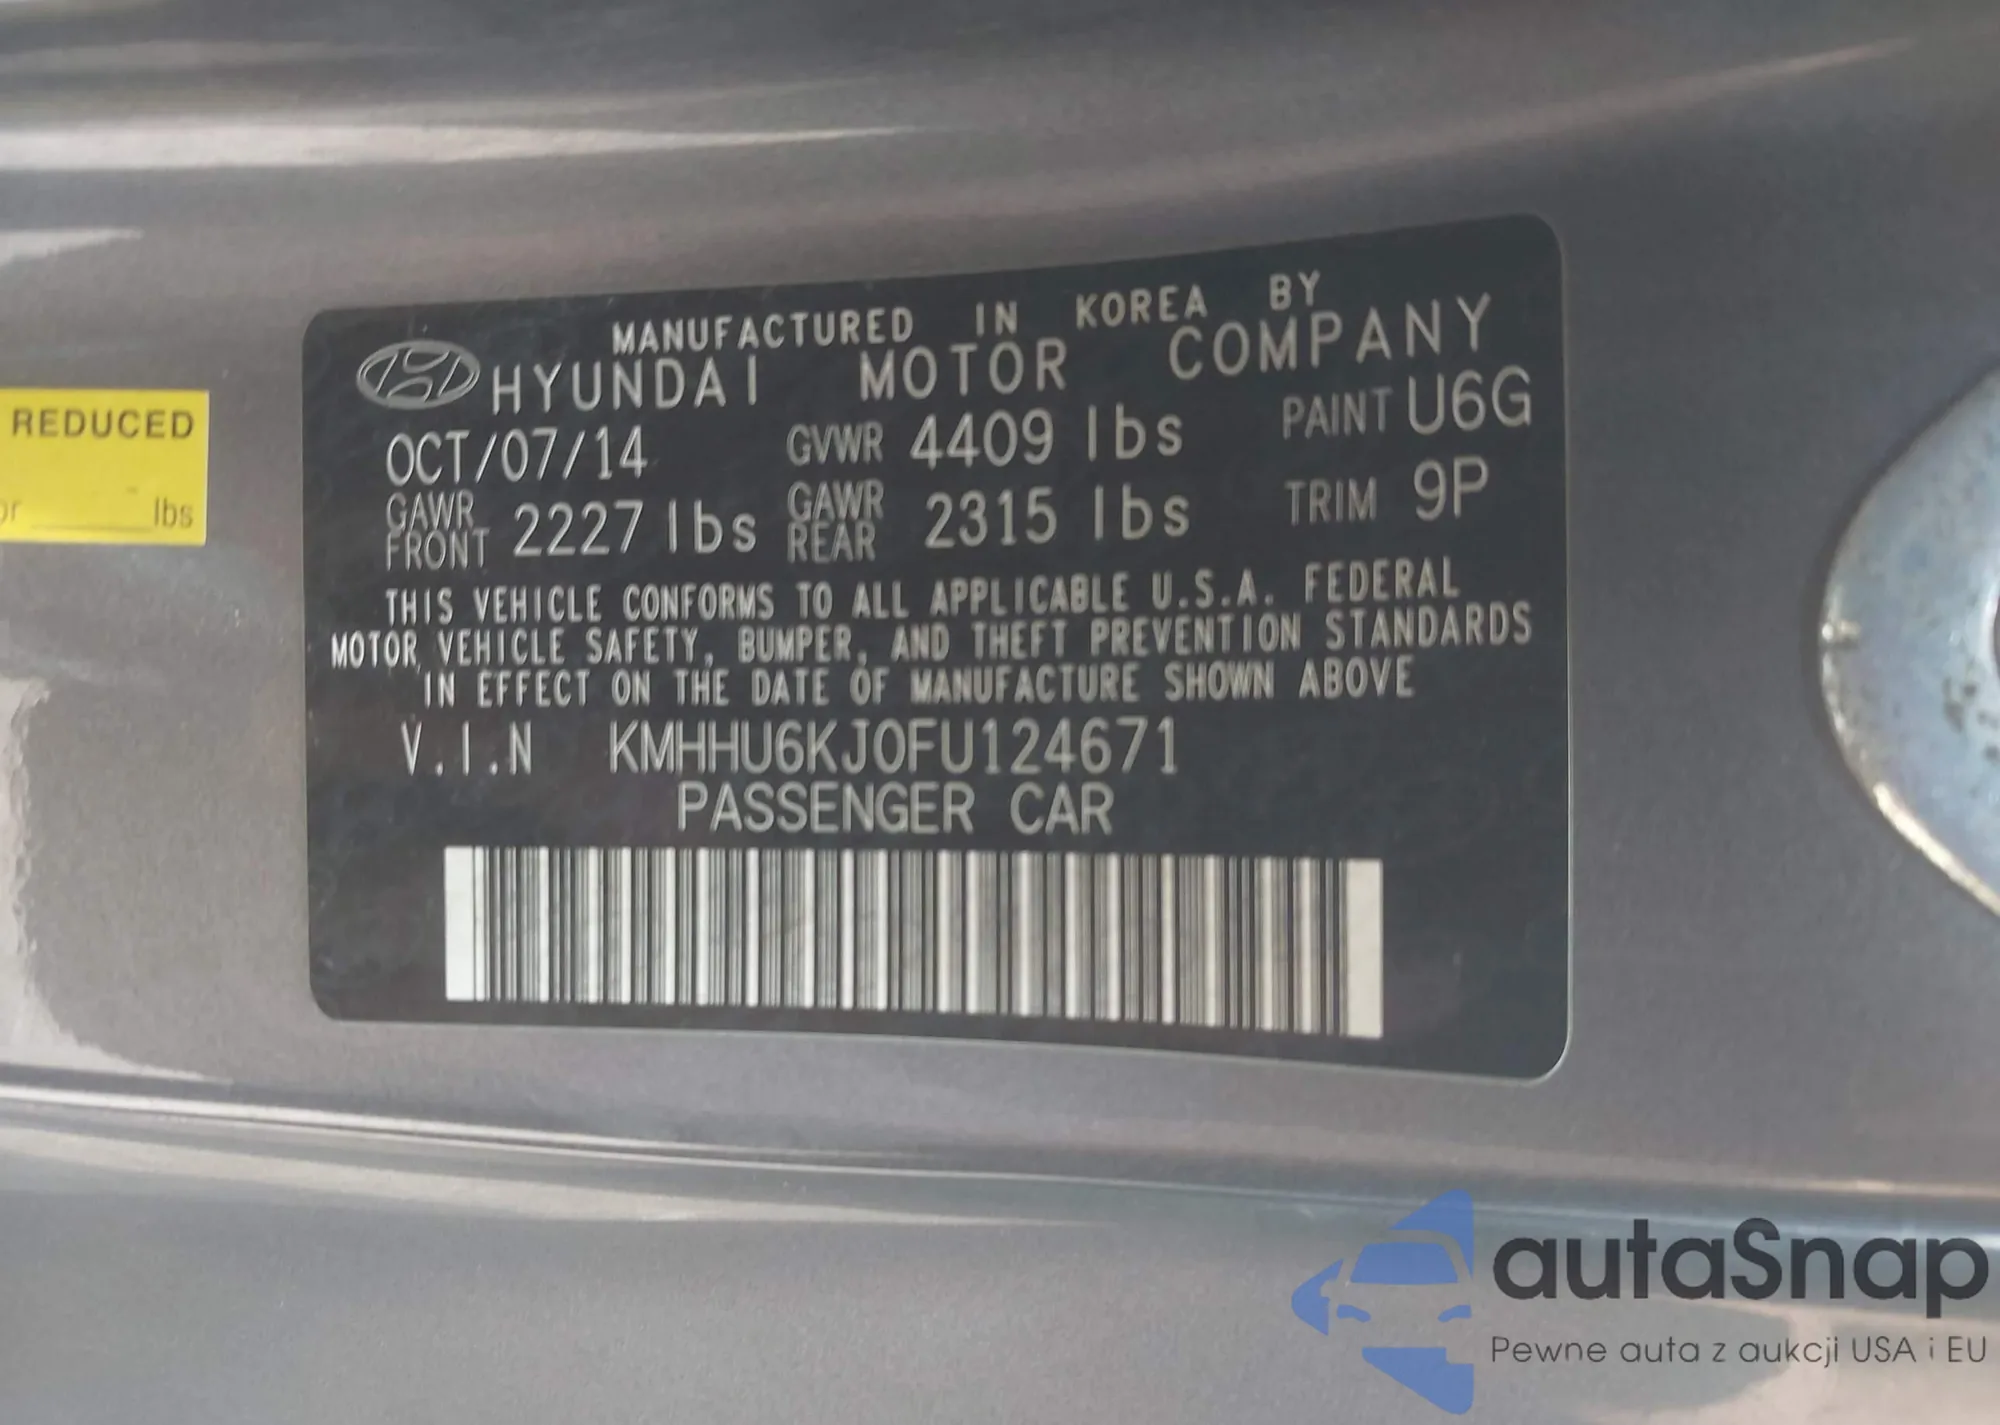 REDUCED
lbs
MANUFACTURED IN KOREA BY
HYUNDAI MOTOR COMPANY
OCT/07/14 GVWR 4409 lbs PAINT U6G
GAWR FRONT 2227 lbs GAWR REAR 2315 lbs TRIM 9P
THIS VEHICLE CONFORMS TO ALL APPLICABLE U.S.A. FEDERAL
MOTOR VEHICLE SAFETY, BUMPER, AND THEFT PREVENTION STANDARDS
IN EFFECT ON THE DATE OF MANUFACTURE SHOWN ABOVE
V.I.N KMHHU6KJ0FU124671
PASSENGER CAR
autaSnap
Pewne auta z aukcji USA i EU